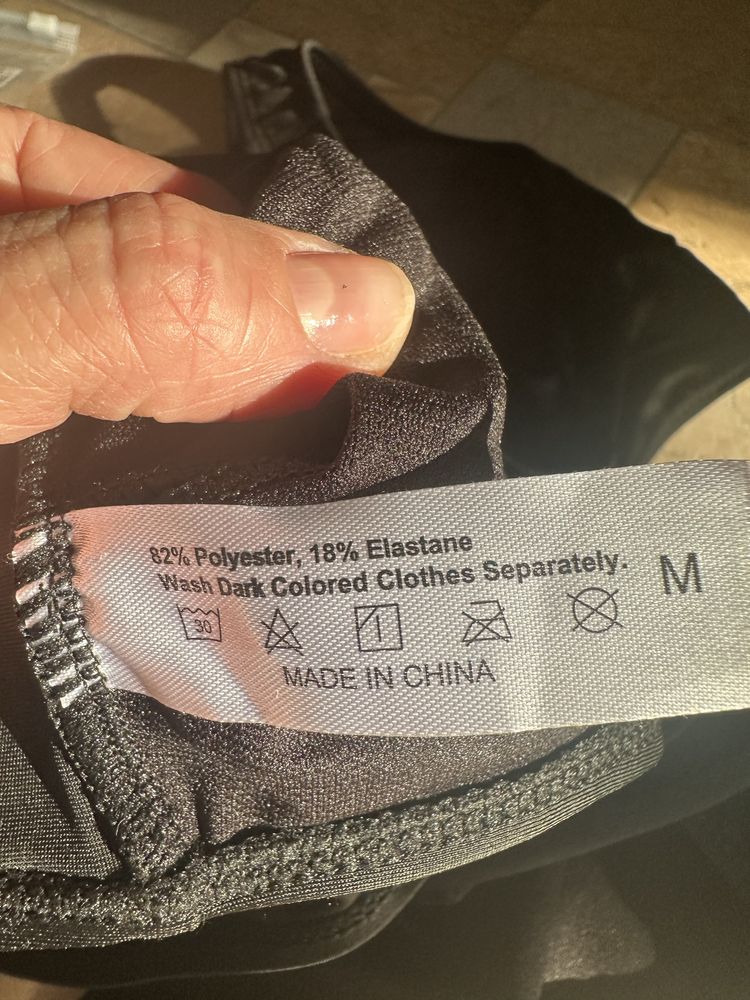 82% Polyester, 18% Elastane
Wash Dark Colored Clothes Separately.
M
30
MADE IN CHINA